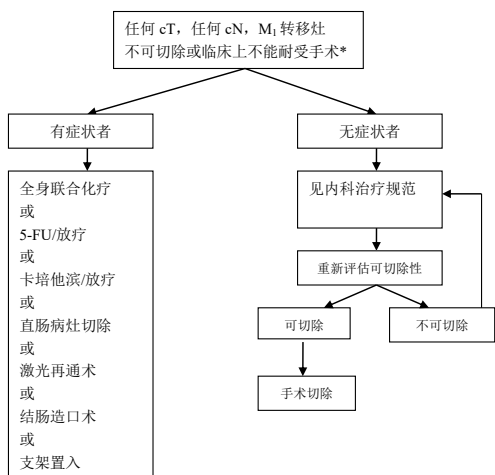 任何 cT，任何 cN，M₁ 转移灶
不可切除或临床上不能耐受手术*
有症状者
无症状者
全身联合化疗
或
5-FU/放疗
或
卡培他滨/放疗
或
直肠病灶切除
或
激光再通术
或
结肠造口术
或
支架置入
见内科治疗规范
重新评估可切除性
可切除
不可切除
手术切除